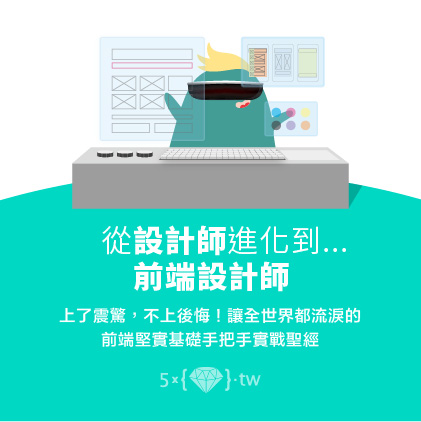 從設計師進化到...
前端設計師
上了震驚，不上後悔！讓全世界都流淚的
前端堅實基礎手把手實戰聖經
5×{}·tw